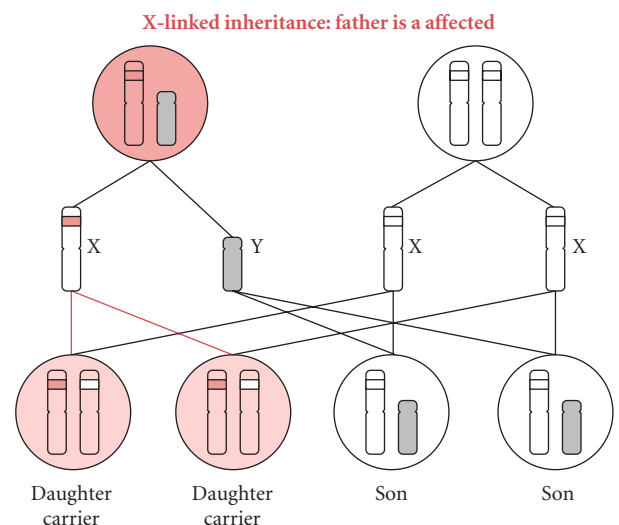 X-linked inheritance: father is a affected
X
Y
X
X
Daughter
carrier
Daughter
carrier
Son
Son